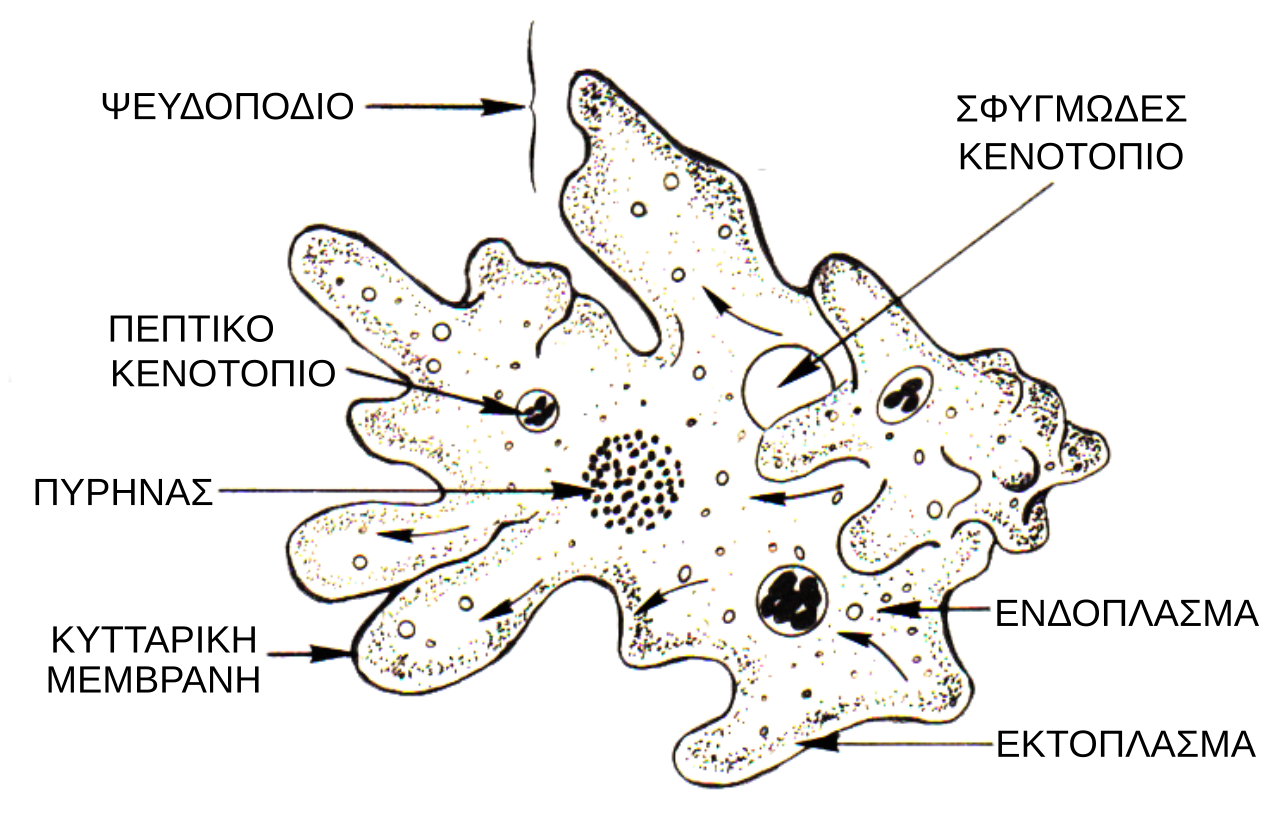 ΨΕΥΔΟΠΟΔΙΟ
ΣΦΥΓΜΩΔΕΣ
ΚΕΝΟΤΟΠΙΟ
ΠΕΠΤΙΚΟ
ΚΕΝΟΤΟΠΙΟ
ΠΥΡΗΝΑΣ
ΚΥΤΤΑΡΙΚΗ
ΜΕΜΒΡΑΝΗ
ΕΝΔΟΠΛΑΣΜΑ
ΕΚΤΟΠΛΑΣΜΑ